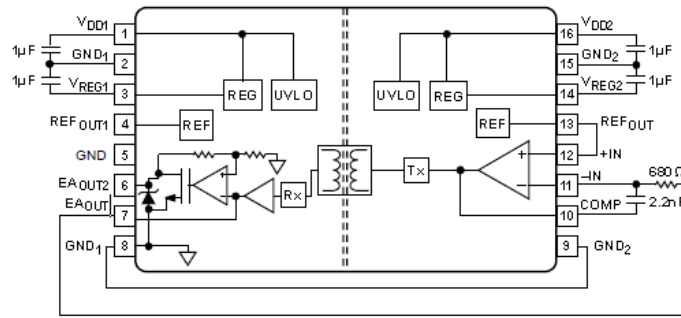 VDD1
1
16
VDD2
1µF
GND1
2
15
GND2
1µF
1µF
VREG1
3
REG
UVLO
UVLO
REG
14
VREG2
1µF
REFOUT1
4
REF
REF
13
REFOUT
GND
5
12
+IN
EAOUT2
6
Rx
Tx
11
–IN
680Ω
EAOUT
7
10
COMP
2.2nF
GND1
8
9
GND2